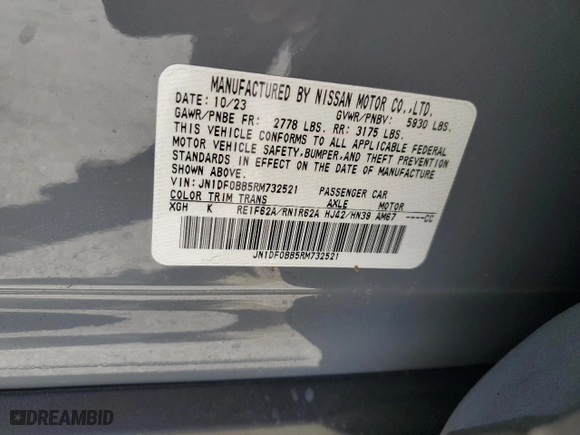 MANUFACTURED BY NISSAN MOTOR CO.,LTD.
DATE: 10/23 GVWR/PNBV: 5930 LBS.
GAWR/PNBE FR: 2778 LBS. RR: 3175 LBS.
THIS VEHICLE CONFORMS TO ALL APPLICABLE FEDERAL
MOTOR VEHICLE SAFETY,BUMPER,AND THEFT PREVENTION
STANDARDS IN EFFECT ON THE DATE OF MANUFACTURE
SHOWN ABOVE.
VIN: JN1DF0BB5RM732521 PASSENGER CAR
COLOR TRIM TRANS AXLE MOTOR
XGH K RE1F62A/RN1R62A HJ42/HN39 AM67 ----CC
JN1DF0BB5RM732521
DREAMBID